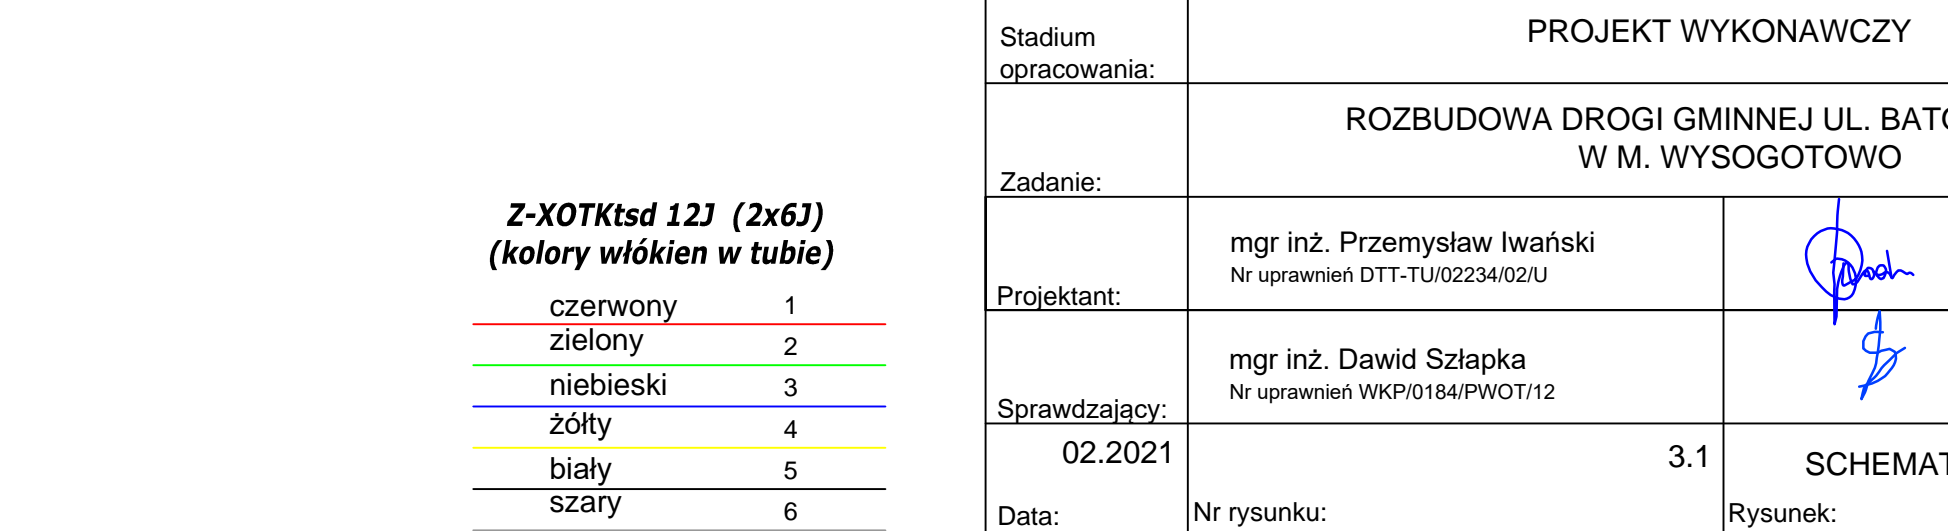 Z-XOTKtsd 12J (2x6J)
(kolory włókien w tubie)
czerwony 1
zielony 2
niebieski 3
żółty 4
biały 5
szary 6
Stadium
opracowania:
PROJEKT WYKONAWCZY
Zadanie:
ROZBUDOWA DROGI GMINNEJ UL.
W M. WYSOGOTOWO
Projektant:
mgr inż. Przemysław Iwański
Nr uprawnień DTT-TU/02234/02/U
Sprawdzający:
mgr inż. Dawid Szłapka
Nr uprawnień WKP/0184/PWOT/12
02.2021
Data:
3.1
Nr rysunku:
SCHEMAT
Rysunek: